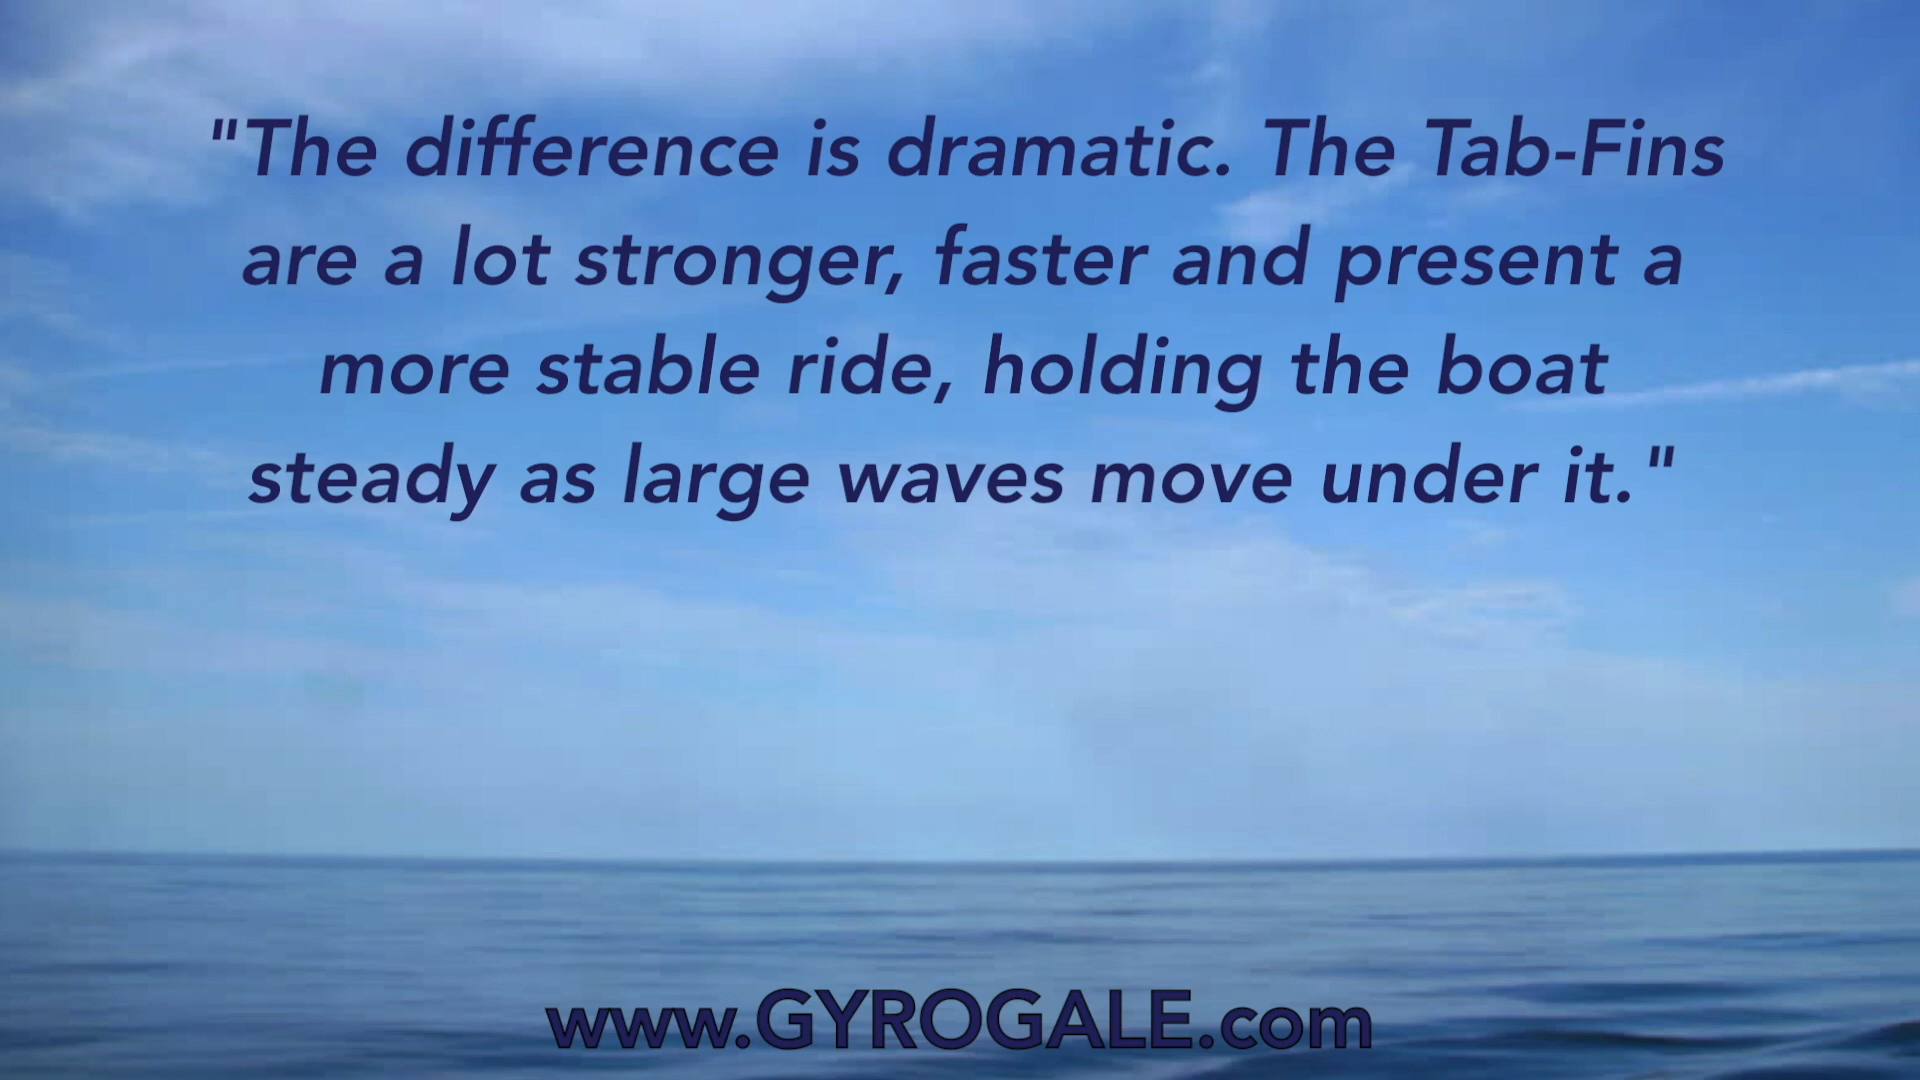 "The difference is dramatic. The Tab-Fins
are a lot stronger, faster and present a
more stable ride, holding the boat
steady as large waves move under it."
www.GYROGALE.com